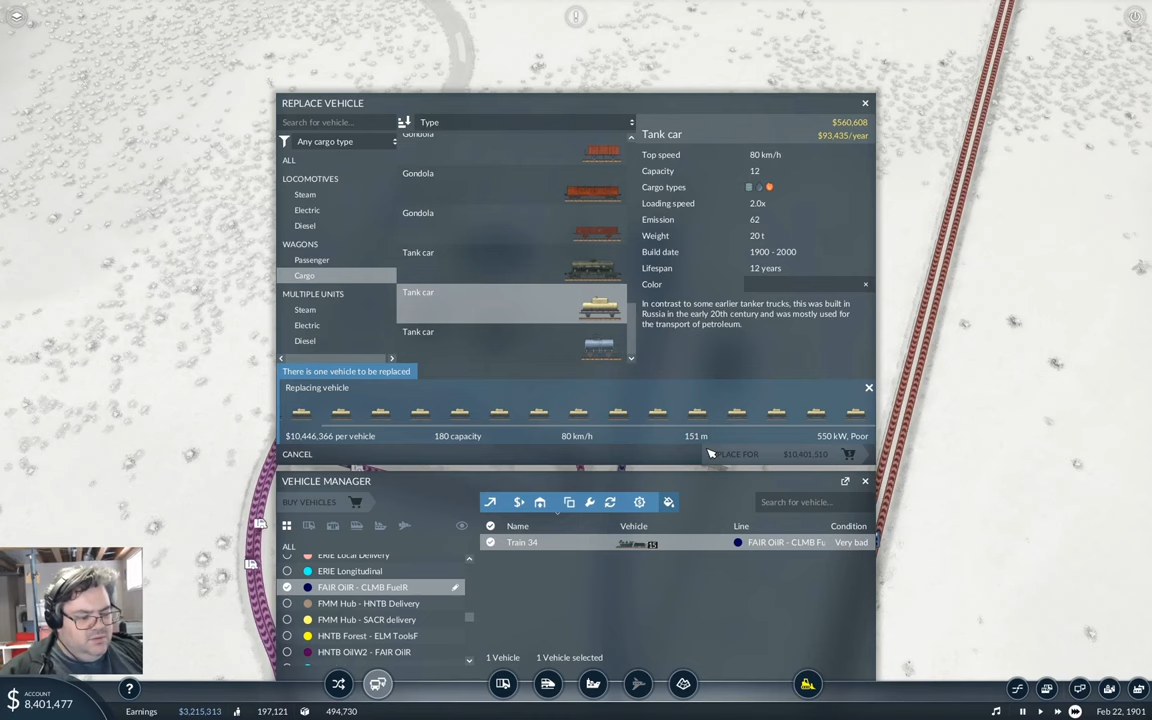 REPLACE VEHICLE
Search for vehicle...
Type
Any cargo type
ALL
LOCOMOTIVES
Steam
Electric
Diesel
WAGONS
Passenger
Cargo
MULTIPLE UNITS
Steam
Electric
Diesel
Gondola
Gondola
Gondola
Tank car
Tank car
Tank car
$560,608
$93,435/year
Tank car
Top speed 80 km/h
Capacity 12
Cargo types
Loading speed 2.0x
Emission 62
Weight 20 t
Build date 1900 - 2000
Lifespan 12 years
Color
In contrast to some earlier tanker trucks, this was built in
Russia in the early 20th century and was mostly used for
the transport of petroleum.
There is one vehicle to be replaced
Replacing vehicle
$10,446,366 per vehicle 180 capacity 80 km/h 151 m 550 kW, Poor
CANCEL
PLACE FOR $10,401,510
VEHICLE MANAGER
BUY VEHICLES
Search for vehicle...
ALL
ERIE Local Delivery
ERIE Longitudinal
FAIR OilR - CLMB FuelR
FMM Hub - HNTB Delivery
FMM Hub - SACR delivery
HNTB Forest - ELM ToolsF
HNTB OilW2 - FAIR OilR
Name Vehicle Line Condition
Train 34 15 FAIR OilR - CLMB Fu Very bad
1 Vehicle 1 Vehicle selected
$ ACCOUNT
8,401,477
?
Earnings $3,215,313 197,121 494,730
Feb 22, 1901